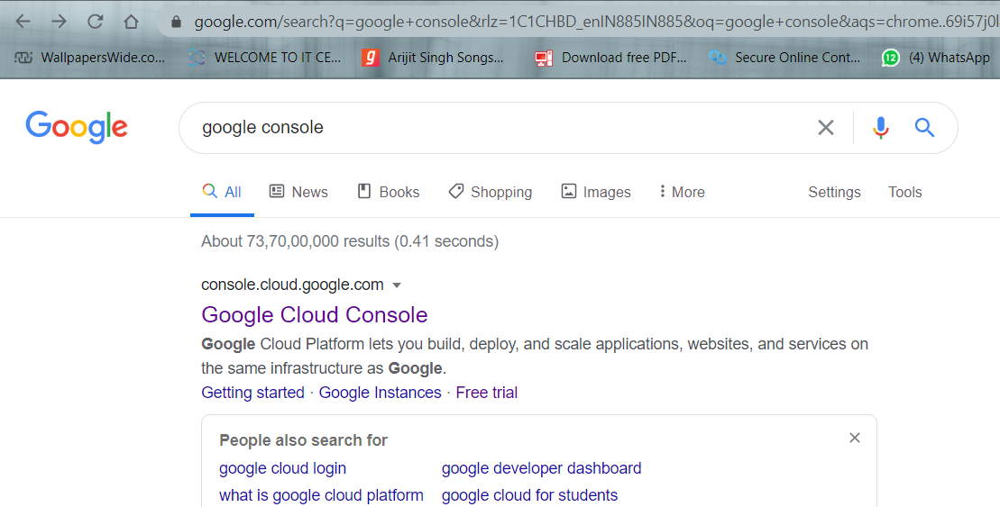 google.com/search?q=google+console&rlz=1C1CHBD_enIN885IN885&oq=google+console&aqs=chrome..69i57j0l
WallpapersWide.co... WELCOME TO IT CE... Arijit Singh Songs... Download free PDF... Secure Online Cont... 12 (4) WhatsApp
Google google console
All News Books Shopping Images More Settings Tools
About 73,70,00,000 results (0.41 seconds)
console.cloud.google.com
Google Cloud Console
Google Cloud Platform lets you build, deploy, and scale applications, websites, and services on
the same infrastructure as Google.
Getting started · Google Instances · Free trial
People also search for
google cloud login google developer dashboard
what is google cloud platform google cloud for students